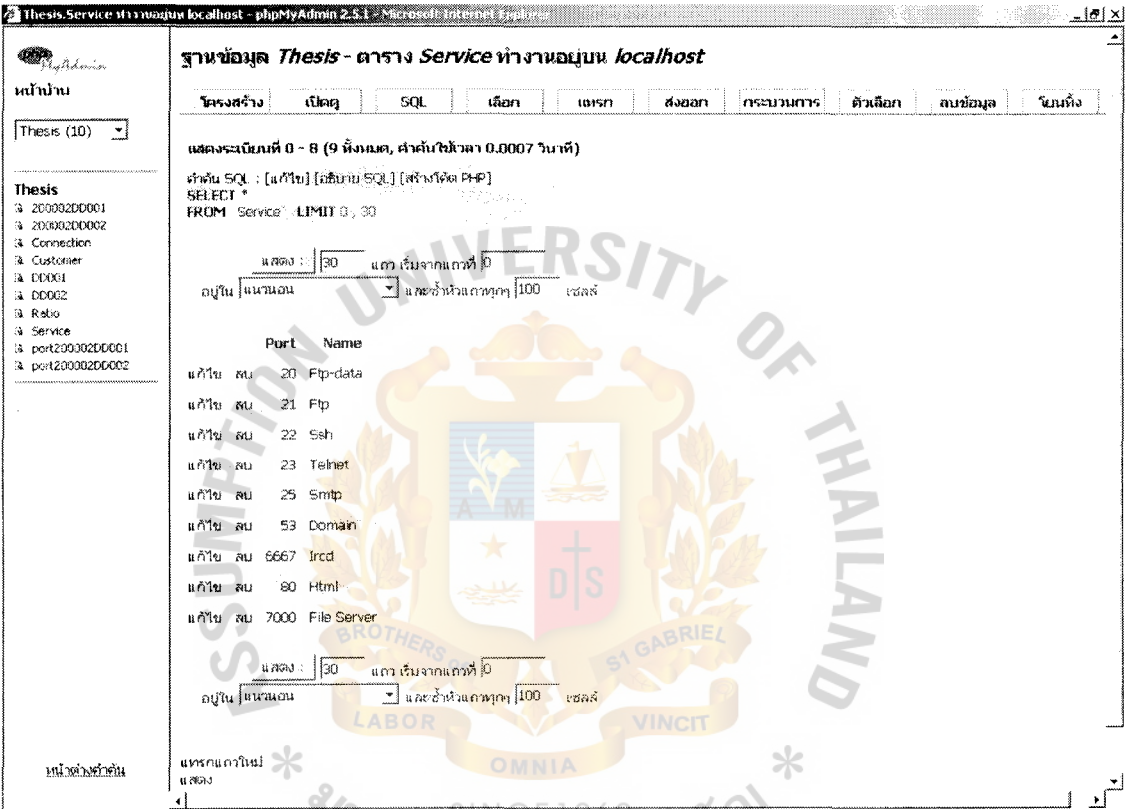 Thesis.Service ทำงานอยู่บน localhost - phpMyAdmin 2.5.1 - Microsoft Internet Explorer
php
MyAdmin
หน้าบ้าน
Thesis (10)
Thesis
200002DD001
200002DD002
Connection
Customer
DD001
DD002
Ratio
Service
port200002DD001
port200002DD002
หน้าต่างคำค้น
ฐานข้อมูล Thesis - ตาราง Service ทำงานอยู่บน localhost
โครงสร้าง เปิดดู SQL เลือก แทรก ส่งออก กระบวนการ ตัวเลือก ลบข้อมูล โยนทิ้ง
แสดงระเบียนที่ 0 - 8 (9 ทั้งหมด, คำค้นใช้เวลา 0.0007 วินาที)
คำค้น SQL : [แก้ไข] [อธิบาย SQL] [สร้างโค้ด PHP]
SELECT *
FROM `Service` LIMIT 0 , 30
แสดง : 30 แถว เริ่มจากแถวที่ 0
อยู่ใน แนวนอน และซ้ำหัวแถวทุกๆ 100 เซลล์
Port Name
แก้ไข ลบ 20 Ftp-data
แก้ไข ลบ 21 Ftp
แก้ไข ลบ 22 Ssh
แก้ไข ลบ 23 Telnet
แก้ไข ลบ 25 Smtp
แก้ไข ลบ 53 Domain
แก้ไข ลบ 6667 Ircd
แก้ไข ลบ 80 Html
แก้ไข ลบ 7000 File Server
แสดง : 30 แถว เริ่มจากแถวที่ 0
อยู่ใน แนวนอน และซ้ำหัวแถวทุกๆ 100 เซลล์
แทรกแถวใหม่
แสดง
ASSUMPTION UNIVERSITY OF THAILAND
A M
D S
BROTHERS OF ST GABRIEL
LABOR VINCIT
OMNIA
SINCE1969